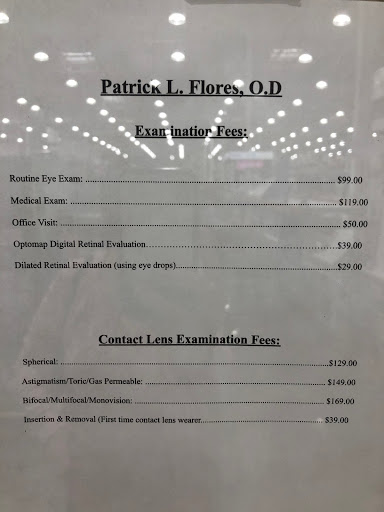 Patrick L. Flores, O.D
Examination Fees:
Routine Eye Exam: ........................................................................................ $99.00
Medical Exam: ............................................................................................. $119.00
Office Visit: ................................................................................................. $50.00
Optomap Digital Retinal Evaluation............................................................ $39.00
Dilated Retinal Evaluation (using eye drops)................................................ $29.00
Contact Lens Examination Fees:
Spherical: .....................................................................................................$129.00
Astigmatism/Toric/Gas Permeable: ............................................................. $149.00
Bifocal/Multifocal/Monovision: ................................................................... $169.00
Insertion & Removal (First time contact lens wearer.................................... $39.00